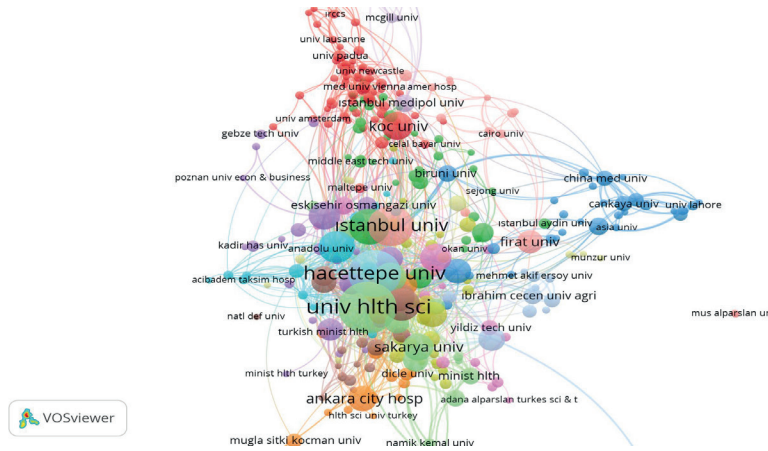 irccs
mcgill univ
univ lausanne
univ padua
univ newcastle
med univ vienna amer hosp
istanbul medipol univ
univ amsterdam
koc univ
gebze tech univ
cairo univ
celal bayar univ
middle east tech univ
biruni univ
poznan univ econ & business
china med univ
maltepe univ
sejong univ
eskisehir osmangazi univ
cankaya univ
univ lahore
istanbul univ
istanbul aydin univ
asia univ
kadir has univ
anadolu univ
okan univ
firat univ
munzur univ
hacettepe univ
mehmet akif ersoy univ
acibadem taksim hosp
ibrahim cecen univ agri
univ hlth sci
natl def univ
mus alparslan un
turkish minist hlth
yildiz tech univ
sakarya univ
minist hlth turkey
dicle univ
minist hlth
ankara city hosp
adana alparslan turkes sci & t
hlth sci univ turkey
VOSviewer
mugla sitki kocman univ
namik kemal univ